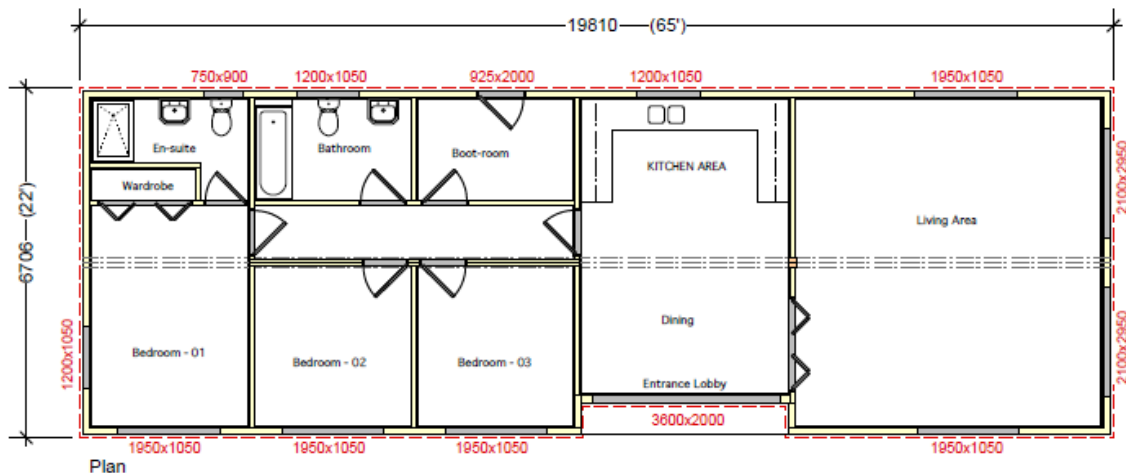 19810 (65')
750x900 1200x1050 925x2000 1200x1050 1950x1050
6706 (22')
En-suite
Bathroom
Boot-room
KITCHEN AREA
Wardrobe
2100x2950
Living Area
Dining
1200x1050
Bedroom - 01
Bedroom - 02
Bedroom - 03
2100x2950
Entrance Lobby
3600x2000
1950x1050 1950x1050 1950x1050 1950x1050
Plan